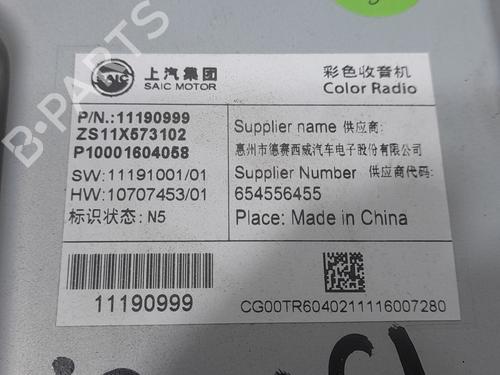 上汽集团
SAIC MOTOR
彩色收音机
Color Radio
P/N.:11190999
ZS11X573102
P10001604058
SW:11191001/01
HW:10707453/01
标识状态: N5
Supplier name 供应商:
惠州市德赛西威汽车电子股份有限公司
Supplier Number 供应商代码:
654556455
Place: Made in China
11190999
CG00TR6040211116007280
B-PARTS